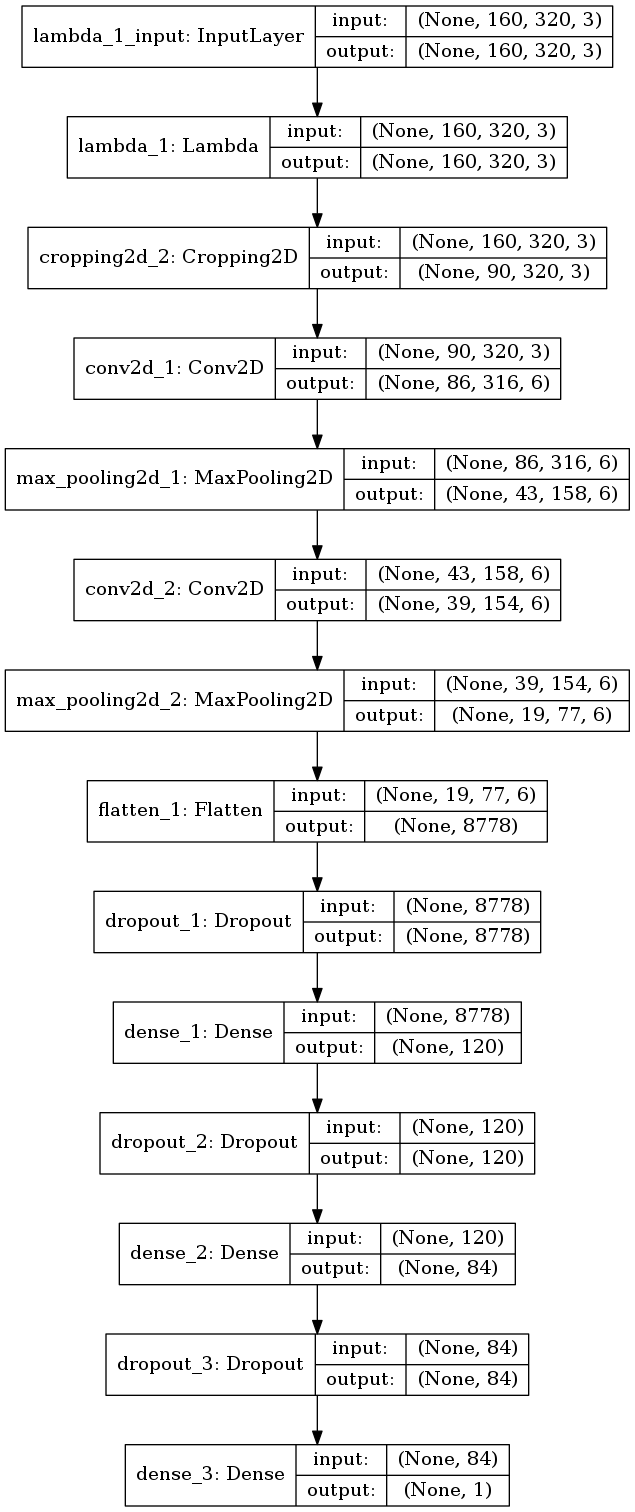 lambda_1_input: InputLayer
input: (None, 160, 320, 3)
output: (None, 160, 320, 3)
lambda_1: Lambda
input: (None, 160, 320, 3)
output: (None, 160, 320, 3)
cropping2d_2: Cropping2D
input: (None, 160, 320, 3)
output: (None, 90, 320, 3)
conv2d_1: Conv2D
input: (None, 90, 320, 3)
output: (None, 86, 316, 6)
max_pooling2d_1: MaxPooling2D
input: (None, 86, 316, 6)
output: (None, 43, 158, 6)
conv2d_2: Conv2D
input: (None, 43, 158, 6)
output: (None, 39, 154, 6)
max_pooling2d_2: MaxPooling2D
input: (None, 39, 154, 6)
output: (None, 19, 77, 6)
flatten_1: Flatten
input: (None, 19, 77, 6)
output: (None, 8778)
dropout_1: Dropout
input: (None, 8778)
output: (None, 8778)
dense_1: Dense
input: (None, 8778)
output: (None, 120)
dropout_2: Dropout
input: (None, 120)
output: (None, 120)
dense_2: Dense
input: (None, 120)
output: (None, 84)
dropout_3: Dropout
input: (None, 84)
output: (None, 84)
dense_3: Dense
input: (None, 84)
output: (None, 1)